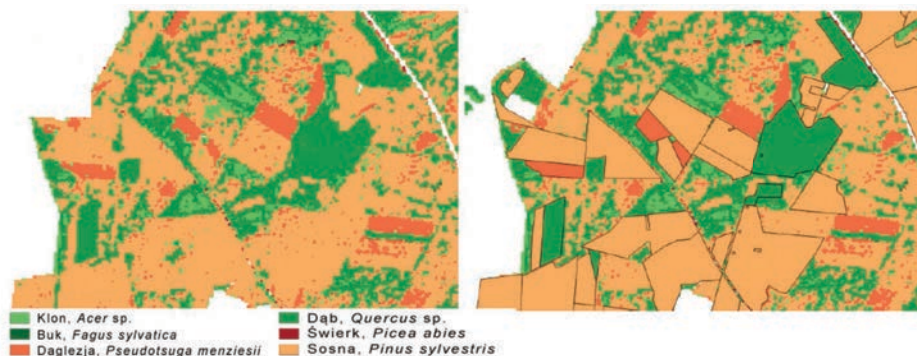 Klon, Acer sp.
Buk, Fagus sylvatica
Daglezja, Pseudotsuga menziesii
Dąb, Quercus sp.
Świerk, Picea abies
Sosna, Pinus sylvestris